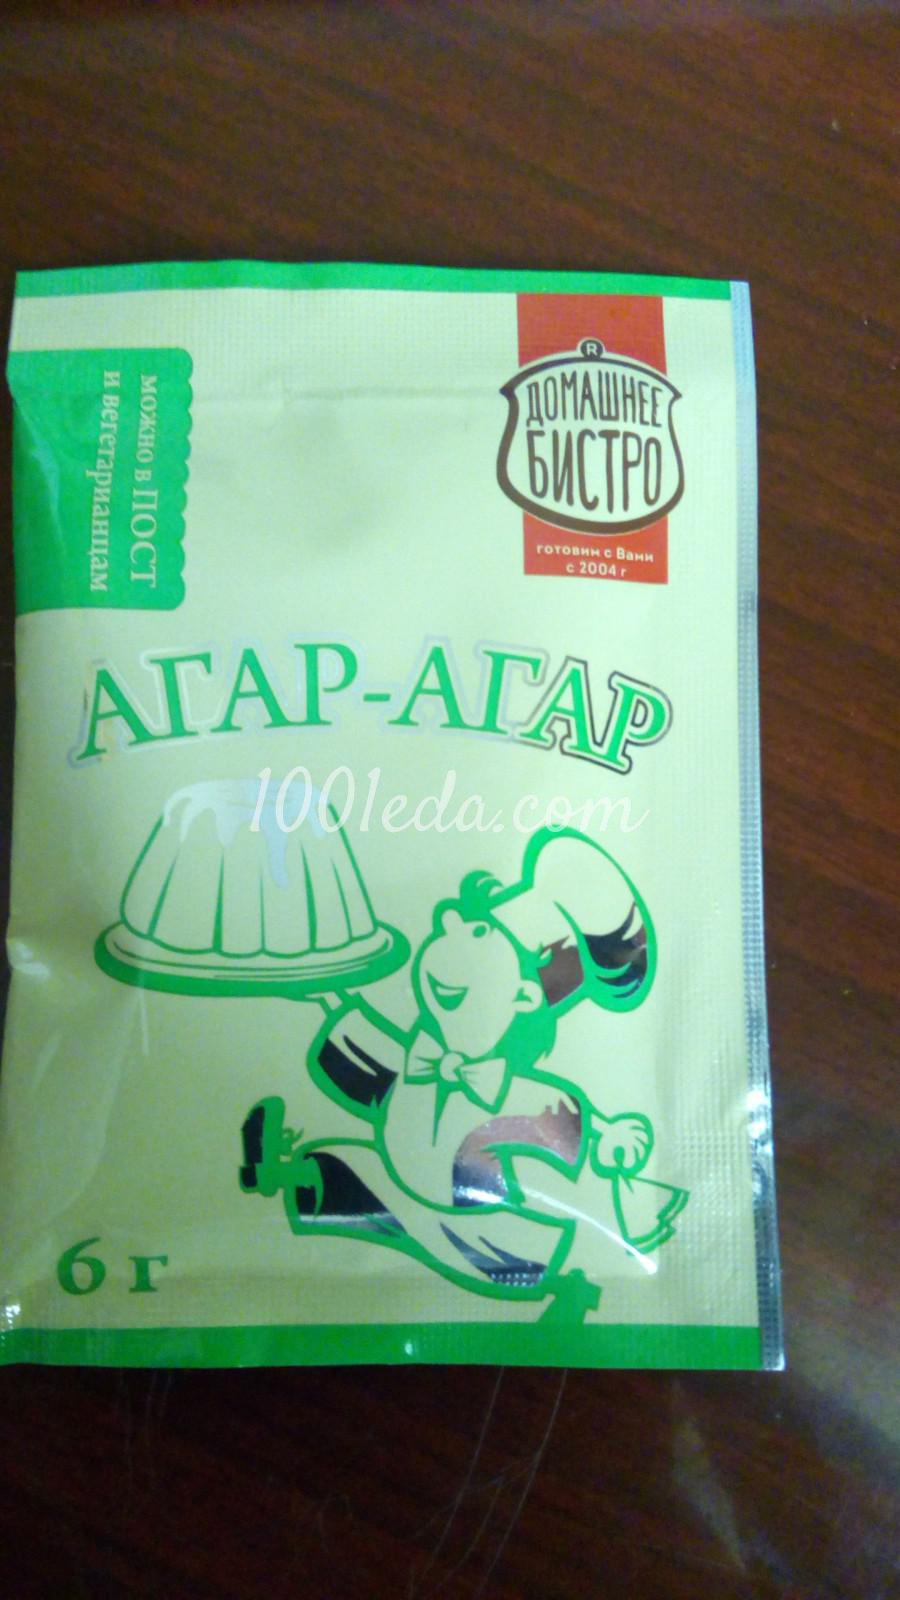 ®
ДОМАШНЕЕ
БИСТРО
готовим с Вами
с 2004 г
можно в ПОСТ
и вегетарианцам
АГАР-АГАР
1001eda.com
6 г